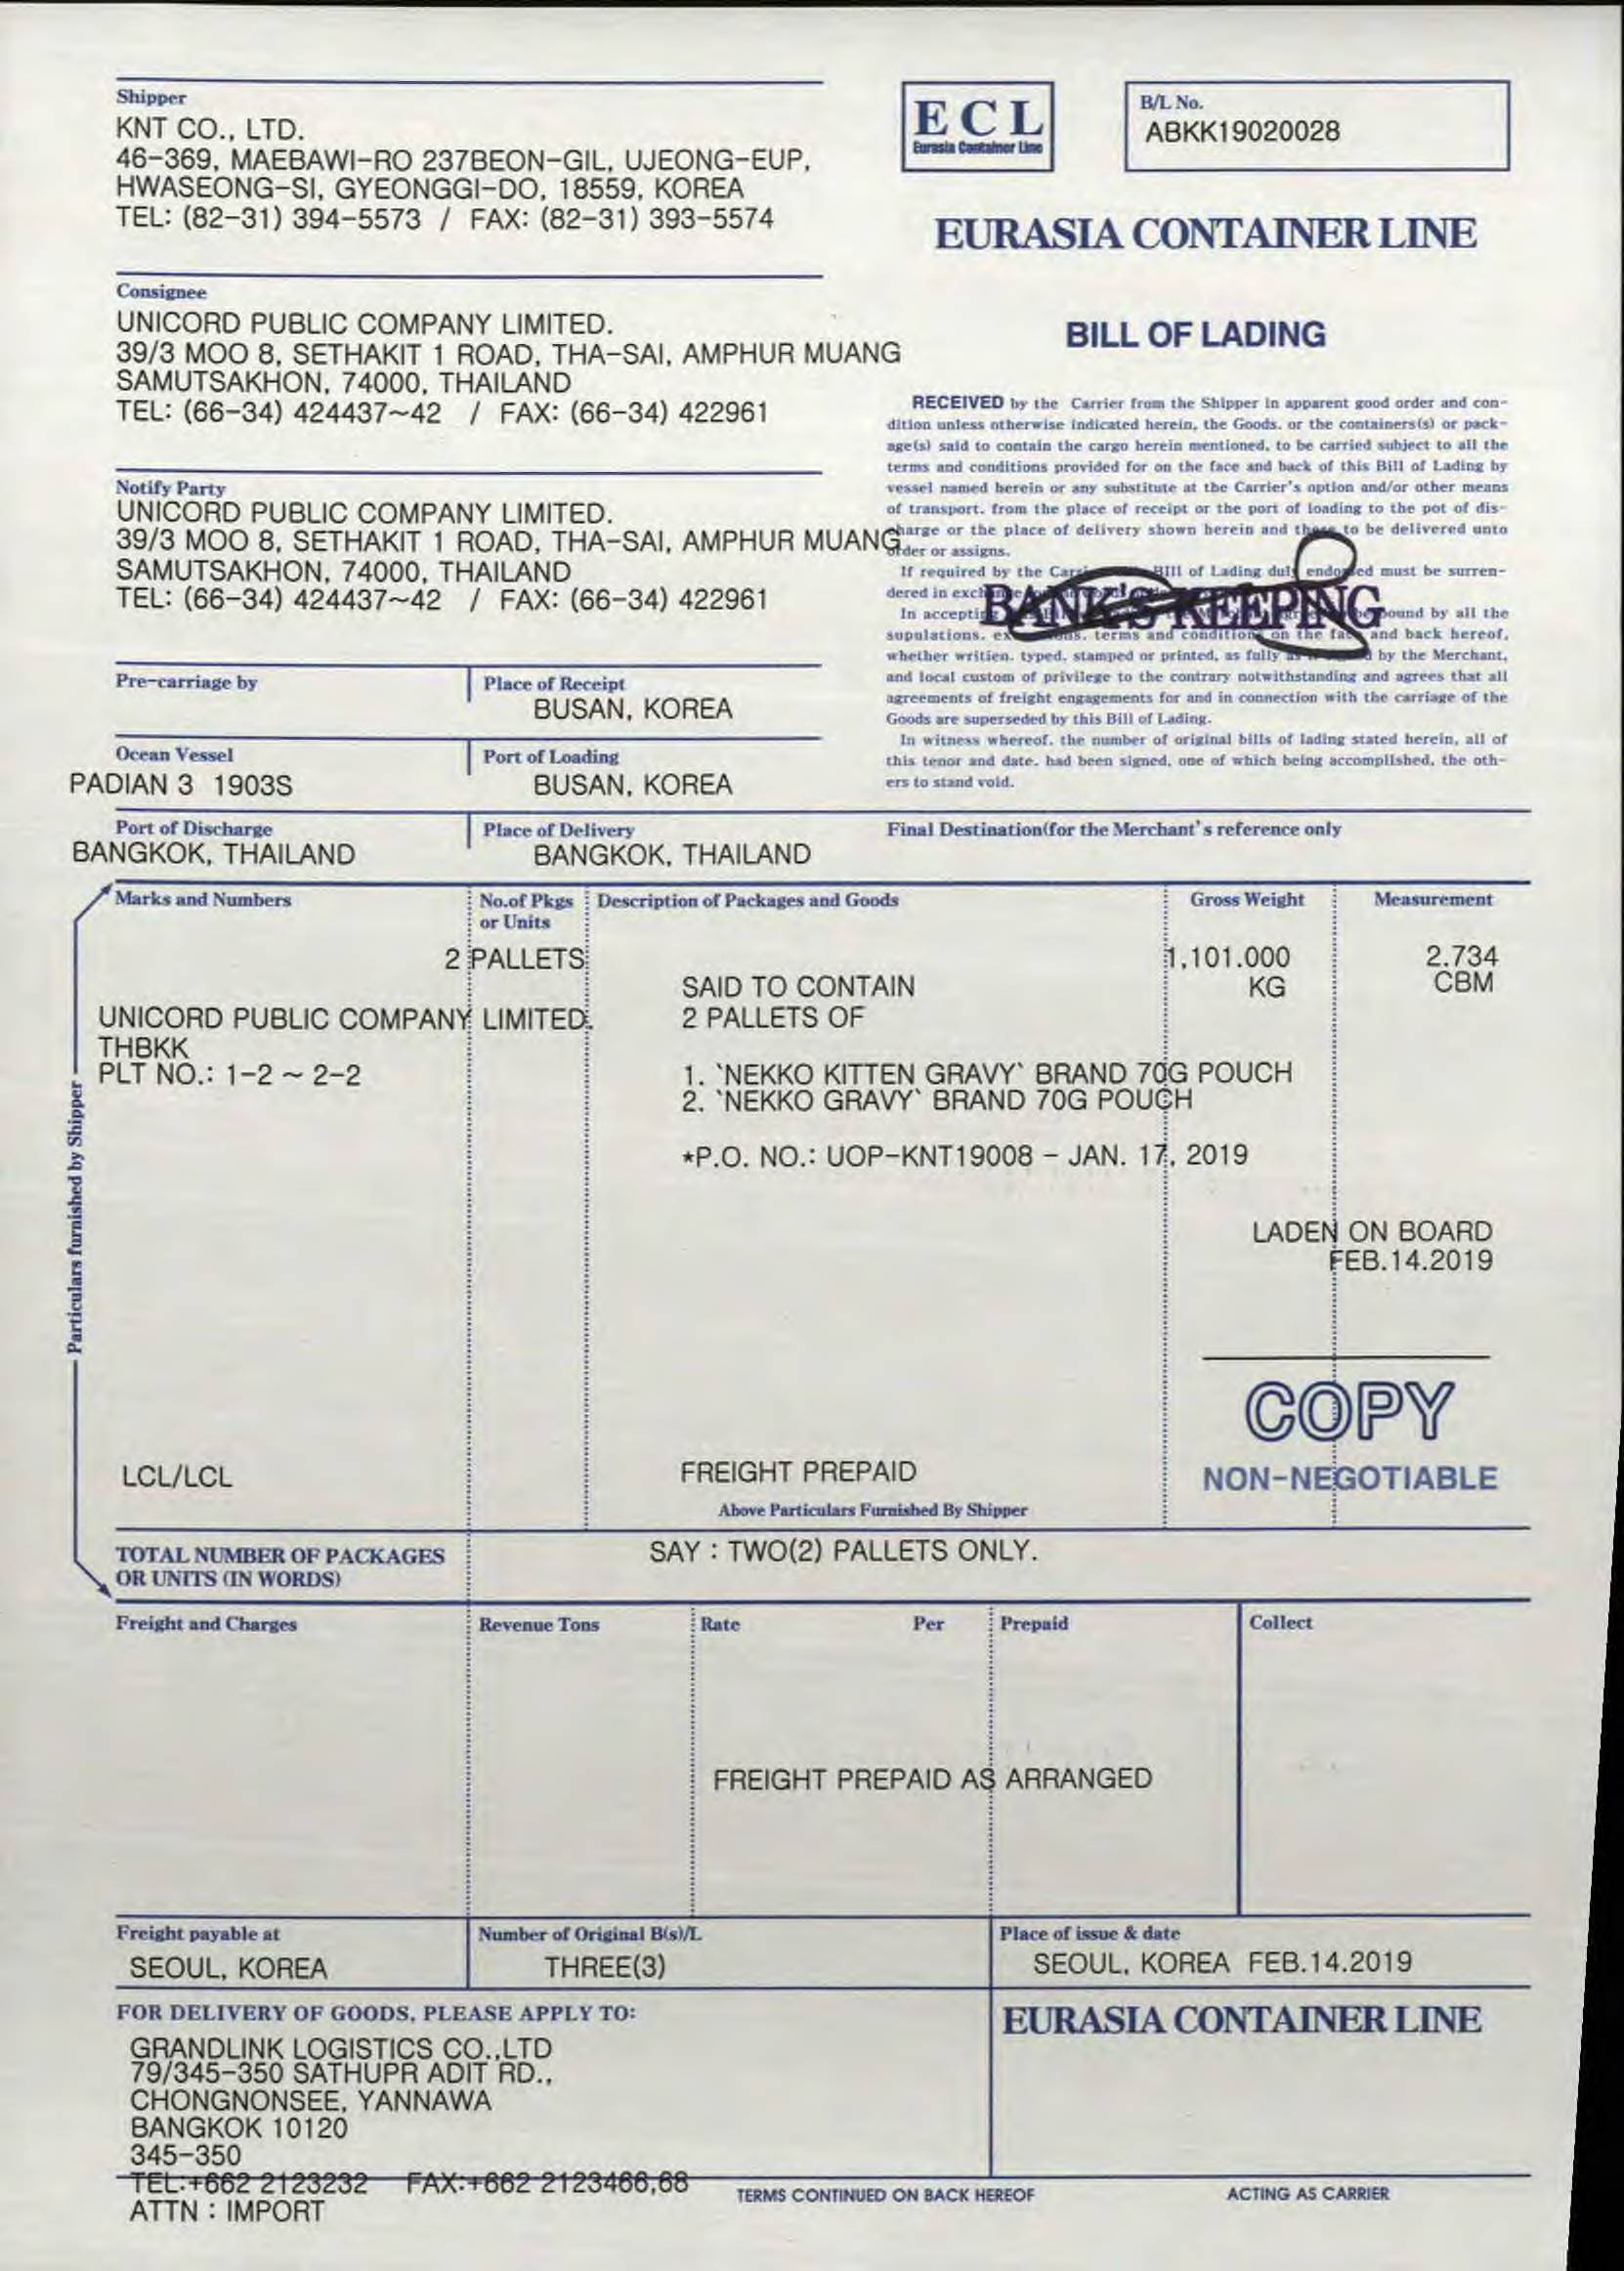 Shipper
KNT CO., LTD.
46-369, MAEBAWI-RO 237BEON-GIL, UJEONG-EUP,
HWASEONG-SI, GYEONGGI-DO, 18559, KOREA
TEL: (82-31) 394-5573 / FAX: (82-31) 393-5574
ECL
Eurasia Container Line
B/L No.
ABKK19020028
EURASIA CONTAINER LINE
Consignee
UNICORD PUBLIC COMPANY LIMITED.
39/3 MOO 8, SETHAKIT 1 ROAD, THA-SAI, AMPHUR MUANG
SAMUTSAKHON, 74000, THAILAND
TEL: (66-34) 424437~42 / FAX: (66-34) 422961
BILL OF LADING
RECEIVED by the Carrier from the Shipper in apparent good order and con-
dition unless otherwise indicated herein, the Goods. or the containers(s) or pack-
age(s) said to contain the cargo herein mentioned, to be carried subject to all the
terms and conditions provided for on the face and back of this Bill of Lading by
vessel named herein or any substitute at the Carrier's option and/or other means
of transport. from the place of receipt or the port of loading to the pot of dis-
charge or the place of delivery shown herein and there to be delivered unto
order or assigns.
If required by the Bill of Lading duly endorsed must be surren-
dered in exchange
In accepting bound by all the
supulations. terms and conditions on the face and back hereof,
whether writien. typed. stamped or printed, as fully by the Merchant,
and local custom of privilege to the contrary notwithstanding and agrees that all
agreements of freight engagements for and in connection with the carriage of the
Goods are superseded by this Bill of Lading.
In witness whereof. the number of original bills of lading stated herein, all of
this tenor and date. had been signed, one of which being accomplished, the oth-
ers to stand void.
BANK'S KEEPING
Notify Party
UNICORD PUBLIC COMPANY LIMITED.
39/3 MOO 8, SETHAKIT 1 ROAD, THA-SAI, AMPHUR MUANG
SAMUTSAKHON, 74000, THAILAND
TEL: (66-34) 424437~42 / FAX: (66-34) 422961
Pre-carriage by
Place of Receipt
BUSAN, KOREA
Ocean Vessel
PADIAN 3 1903S
Port of Loading
BUSAN, KOREA
Port of Discharge
BANGKOK, THAILAND
Place of Delivery
BANGKOK, THAILAND
Final Destination(for the Merchant's reference only
Marks and Numbers
No.of Pkgs
or Units
Description of Packages and Goods
Gross Weight
Measurement
2 PALLETS
1,101.000
KG
2.734
CBM
SAID TO CONTAIN
2 PALLETS OF
UNICORD PUBLIC COMPANY LIMITED.
THBKK
PLT NO.: 1-2 ~ 2-2
1. `NEKKO KITTEN GRAVY` BRAND 70G POUCH
2. `NEKKO GRAVY` BRAND 70G POUCH
*P.O. NO.: UOP-KNT19008 - JAN. 17, 2019
LADEN ON BOARD
FEB.14.2019
Particulars furnished by Shipper
COPY
NON-NEGOTIABLE
LCL/LCL
FREIGHT PREPAID
Above Particulars Furnished By Shipper
TOTAL NUMBER OF PACKAGES
OR UNITS (IN WORDS)
SAY : TWO(2) PALLETS ONLY.
Freight and Charges
Revenue Tons
Rate
Per
Prepaid
Collect
FREIGHT PREPAID AS ARRANGED
Freight payable at
SEOUL, KOREA
Number of Original B(s)/L
THREE(3)
Place of issue & date
SEOUL, KOREA FEB.14.2019
FOR DELIVERY OF GOODS, PLEASE APPLY TO:
GRANDLINK LOGISTICS CO.,LTD
79/345-350 SATHUPR ADIT RD.,
CHONGNONSEE, YANNAWA
BANGKOK 10120
345-350
TEL:+662 2123232 FAX:+662 2123466,68
ATTN : IMPORT
EURASIA CONTAINER LINE
TERMS CONTINUED ON BACK HEREOF
ACTING AS CARRIER